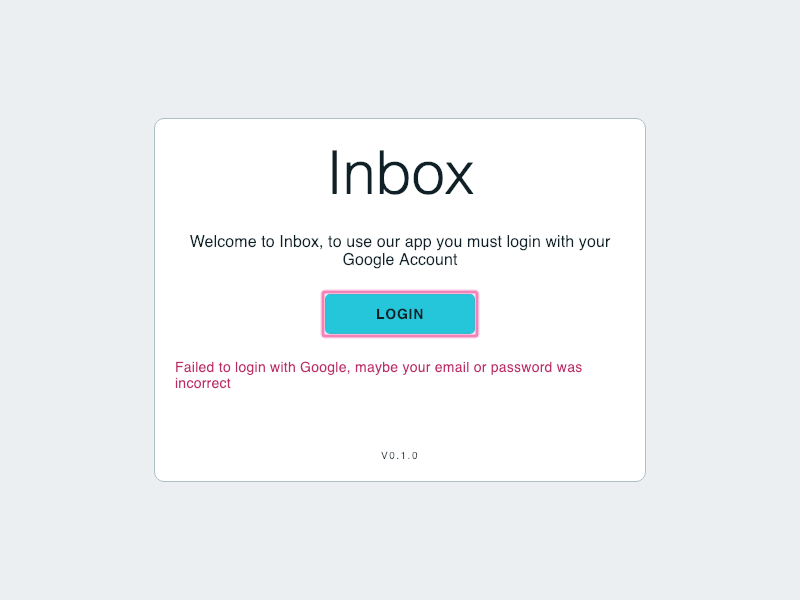 Inbox
Welcome to Inbox, to use our app you must login with your
Google Account
LOGIN
Failed to login with Google, maybe your email or password was
incorrect
V0.1.0